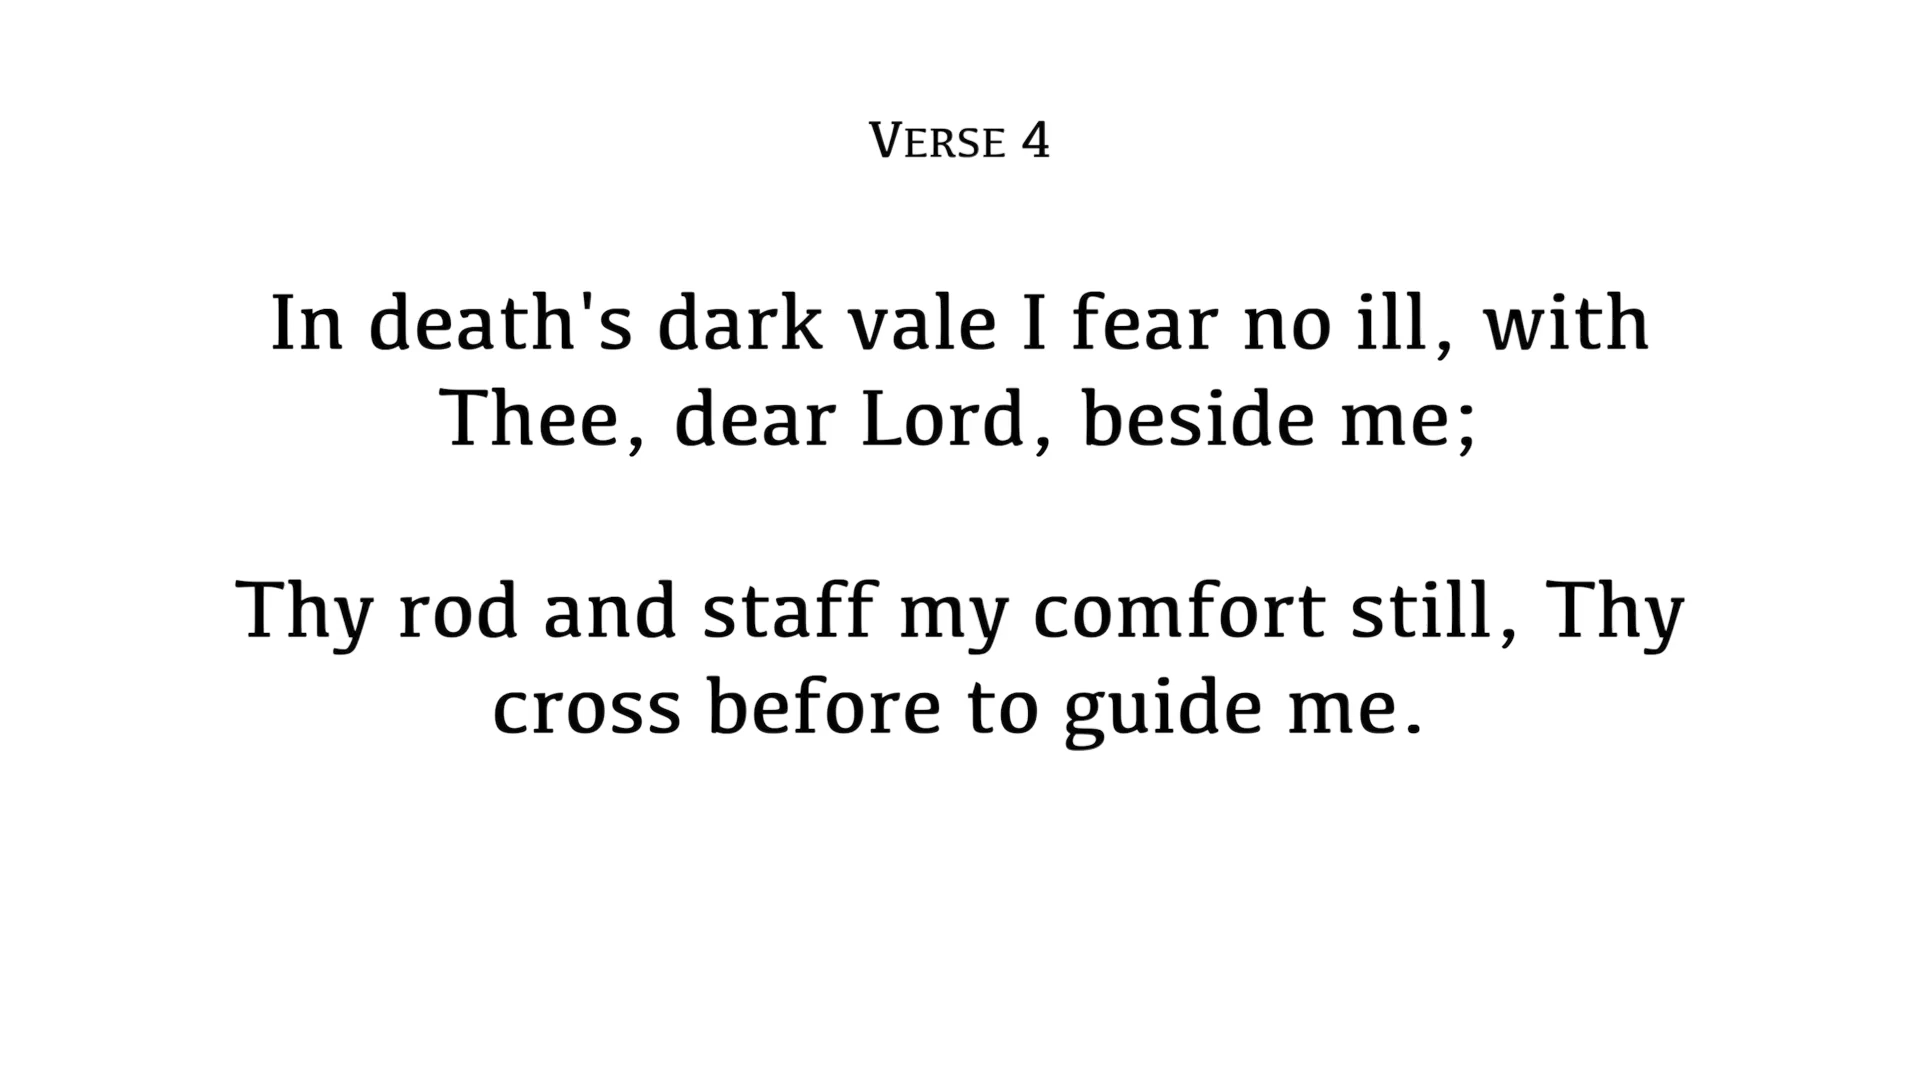 VERSE 4
In death's dark vale I fear no ill, with
Thee, dear Lord, beside me;
Thy rod and staff my comfort still, Thy
cross before to guide me.